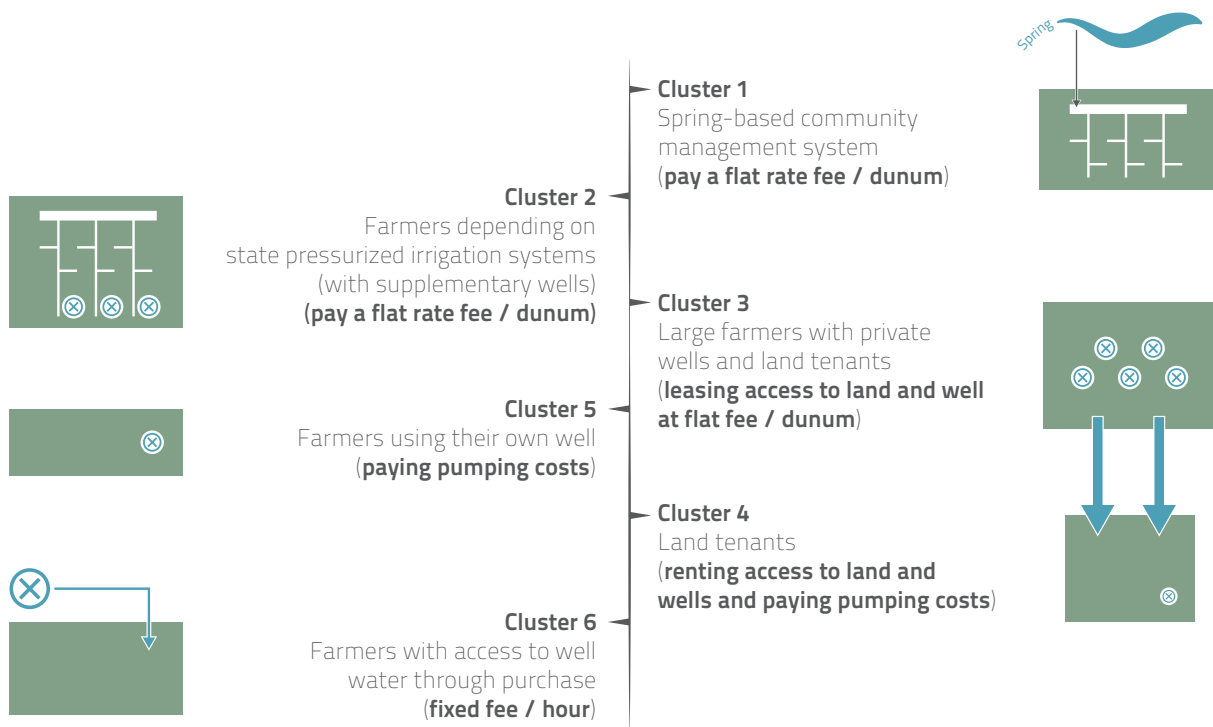 Spring
Cluster 1
Spring-based community
management system
(pay a flat rate fee / dunum)
Cluster 2
Farmers depending on
state pressurized irrigation systems
(with supplementary wells)
(pay a flat rate fee / dunum)
Cluster 3
Large farmers with private
wells and land tenants
(leasing access to land and well
at flat fee / dunum)
Cluster 5
Farmers using their own well
(paying pumping costs)
Cluster 4
Land tenants
(renting access to land and
wells and paying pumping costs)
Cluster 6
Farmers with access to well
water through purchase
(fixed fee / hour)